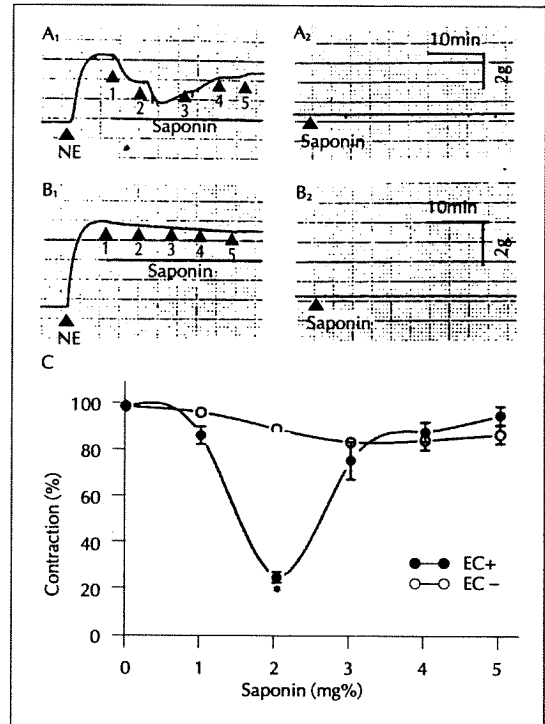 A1
A2
10min
2g
1
2
3
4
5
Saponin
NE
Saponin
B1
B2
10min
2g
1
2
3
4
5
Saponin
NE
Saponin
C
Contraction (%)
100
80
60
40
20
0
*
EC+
EC−
0 1 2 3 4 5
Saponin (mg%)